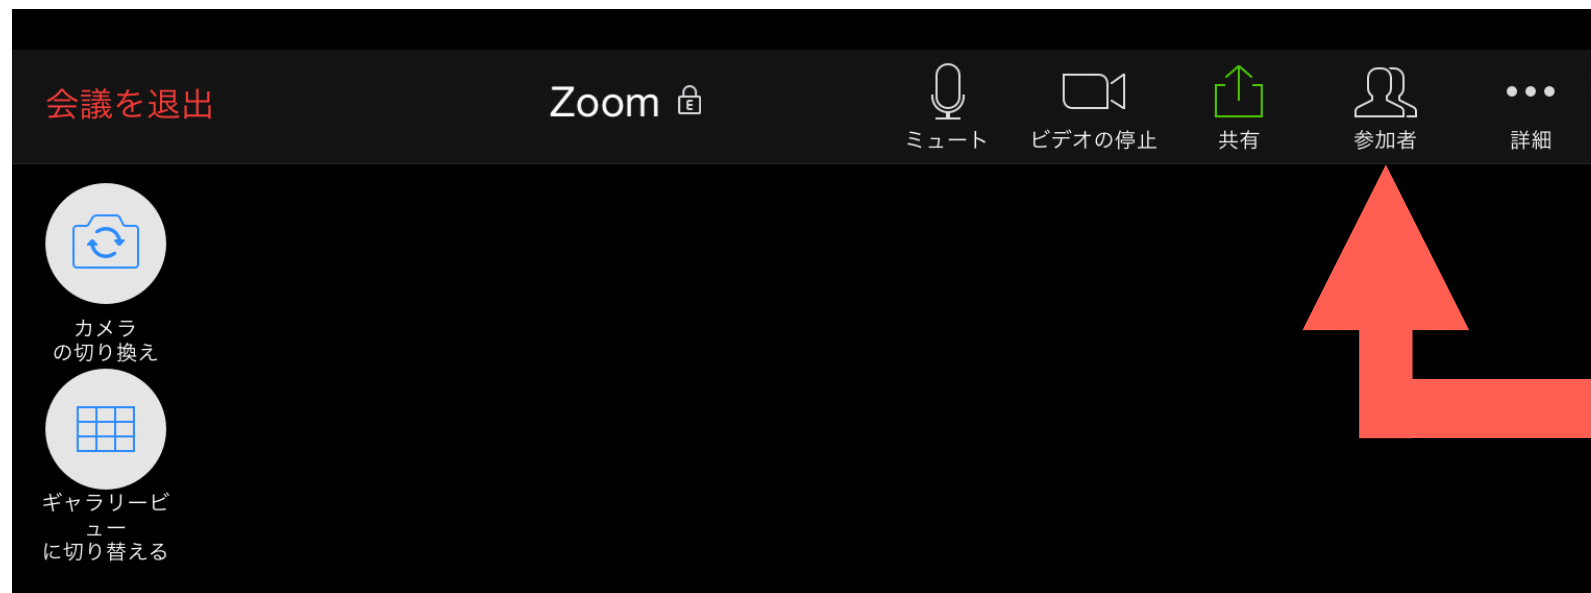 会議を退出
Zoom
E
ミュート
ビデオの停止
共有
参加者
詳細
カメラ
の切り換え
ギャラリービ
ュー
に切り替える